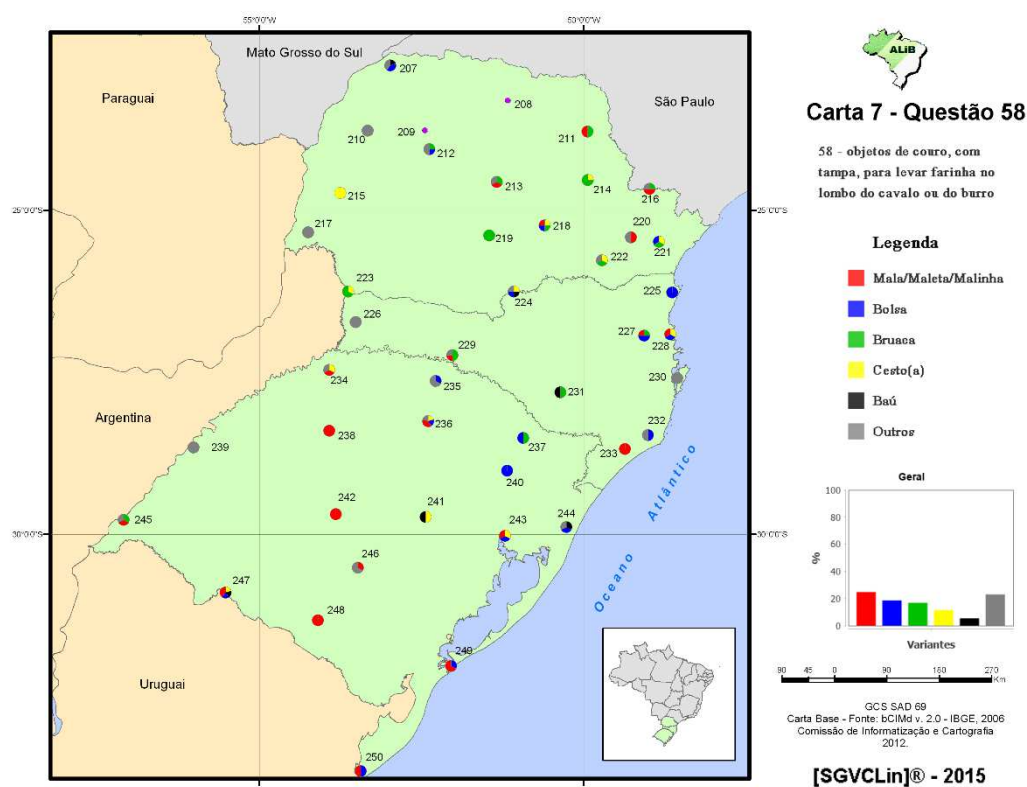 55°0'0"W
50°0'0"W
Mato Grosso do Sul
207
Paraguai
208
São Paulo
209
210
211
212
213
214
215
216
25°0'0"S
25°0'0"S
217
218
219
220
221
222
223
224
225
226
227
228
229
230
231
232
233
234
235
236
237
Argentina
238
239
240
241
242
243
244
245
246
247
248
249
250
30°0'0"S
30°0'0"S
Uruguai
Oceano Atlântico
ALiB
Carta 7 - Questão 58
58 - objetos de couro, com
tampa, para levar farinha no
lombo do cavalo ou do burro
Legenda
Mala/Maleta/Malinha
Bolsa
Bruaca
Cesto(a)
Baú
Outros
Geral
100
80
60
%
40
20
0
Variantes
90 45 0 90 180 270
Km
GCS SAD 69
Carta Base - Fonte: bCIMd v. 2.0 - IBGE, 2006
Comissão de Informatização e Cartografia
2012.
[SGVCLin]® - 2015